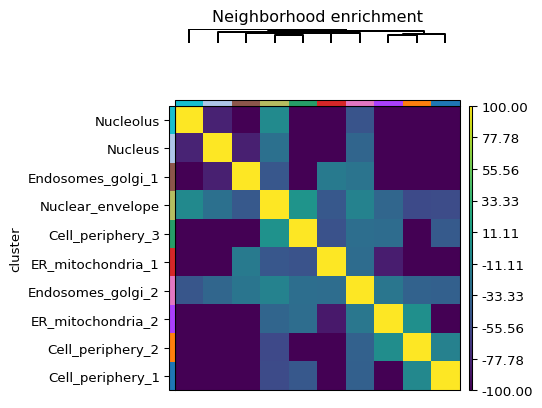 Neighborhood enrichment
cluster
Nucleolus
Nucleus
Endosomes_golgi_1
Nuclear_envelope
Cell_periphery_3
ER_mitochondria_1
Endosomes_golgi_2
ER_mitochondria_2
Cell_periphery_2
Cell_periphery_1
100.00
77.78
55.56
33.33
11.11
-11.11
-33.33
-55.56
-77.78
-100.00